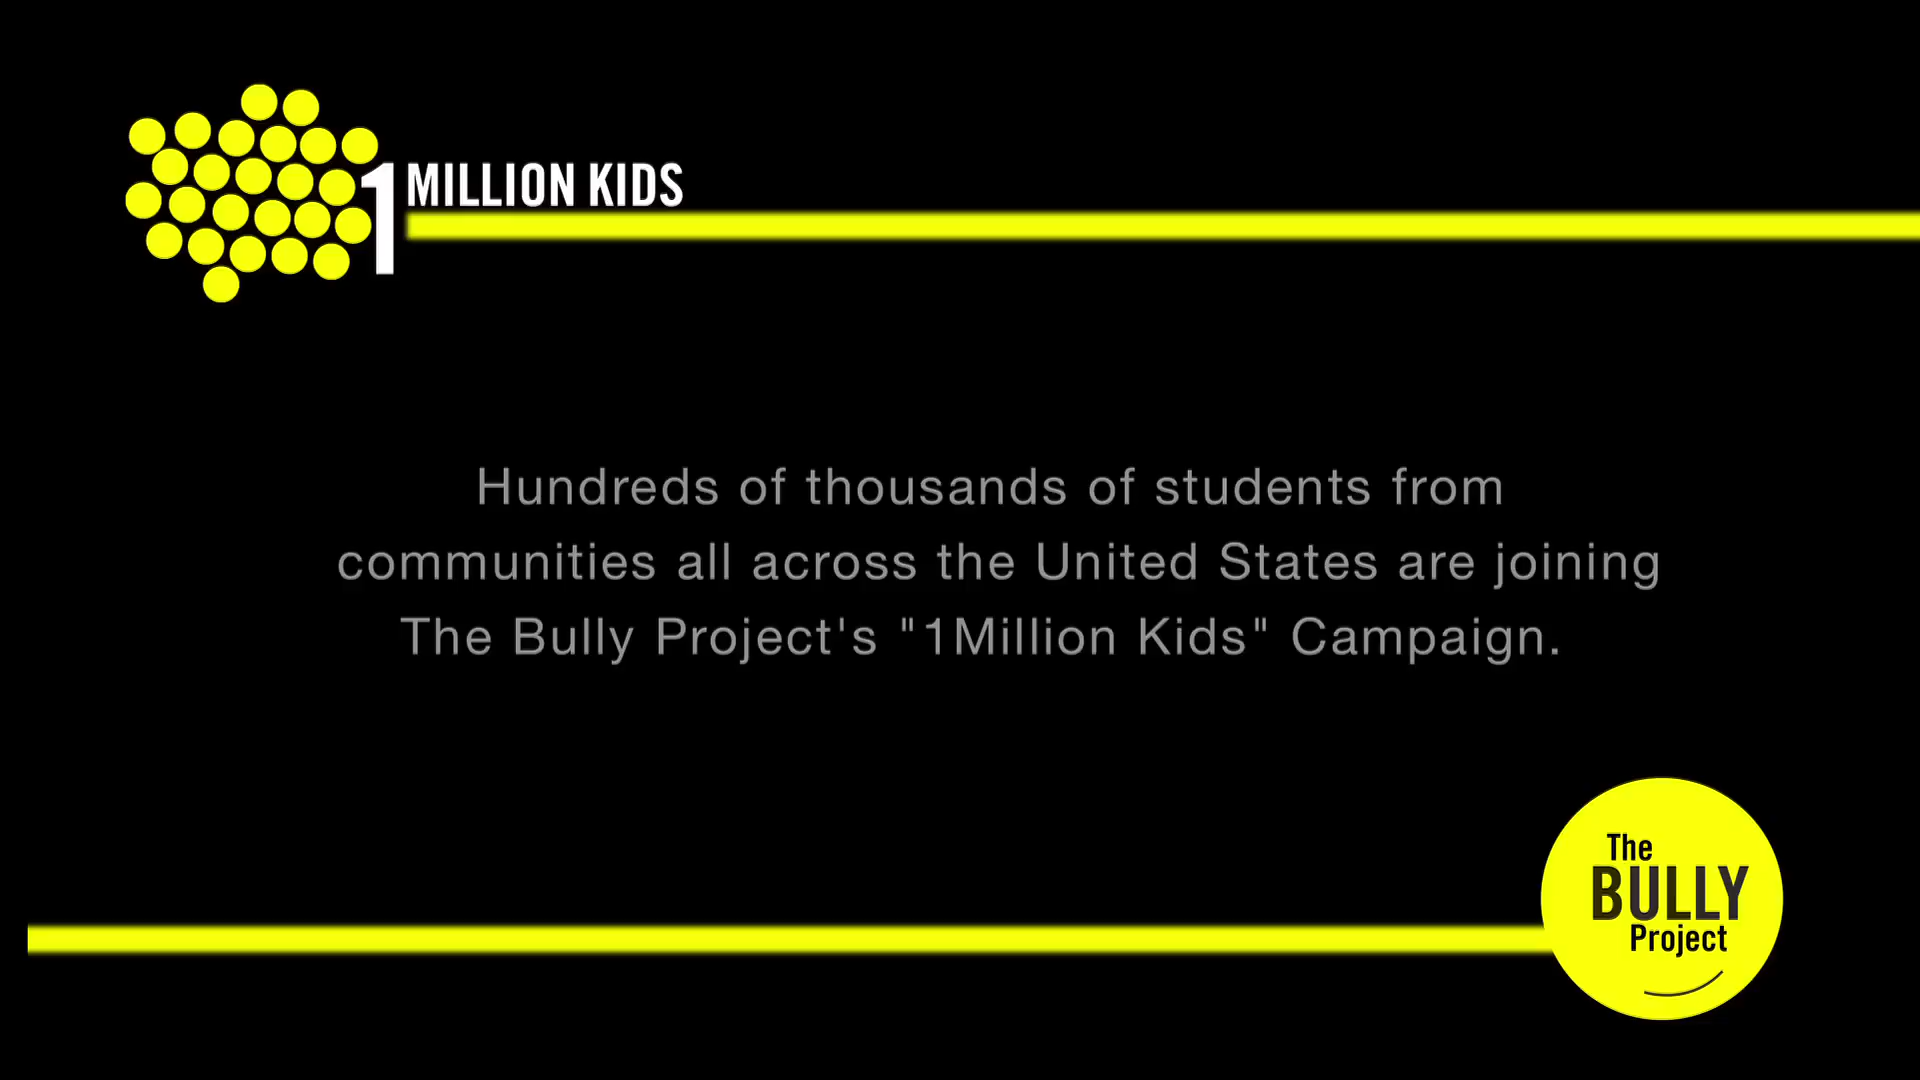 1 MILLION KIDS
Hundreds of thousands of students from
communities all across the United States are joining
The Bully Project's "1Million Kids" Campaign.
The
BULLY
Project